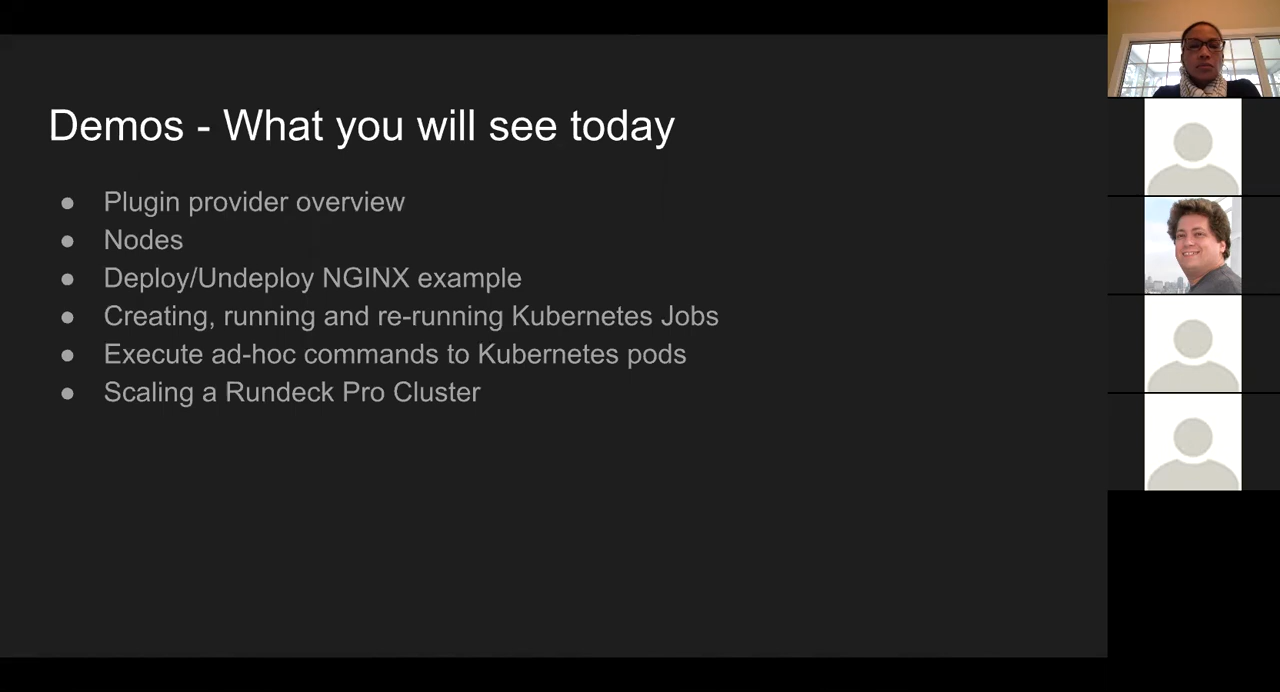 Demos - What you will see today
● Plugin provider overview
● Nodes
● Deploy/Undeploy NGINX example
● Creating, running and re-running Kubernetes Jobs
● Execute ad-hoc commands to Kubernetes pods
● Scaling a Rundeck Pro Cluster